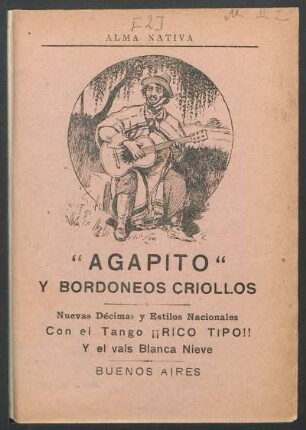 ALMA NATIVA
"AGAPITO"
Y BORDONEOS CRIOLLOS
Nuevas Décimas y Estilos Nacionales
Con el Tango ¡¡RICO TIPO!!
Y el vals Blanca Nieve
BUENOS AIRES